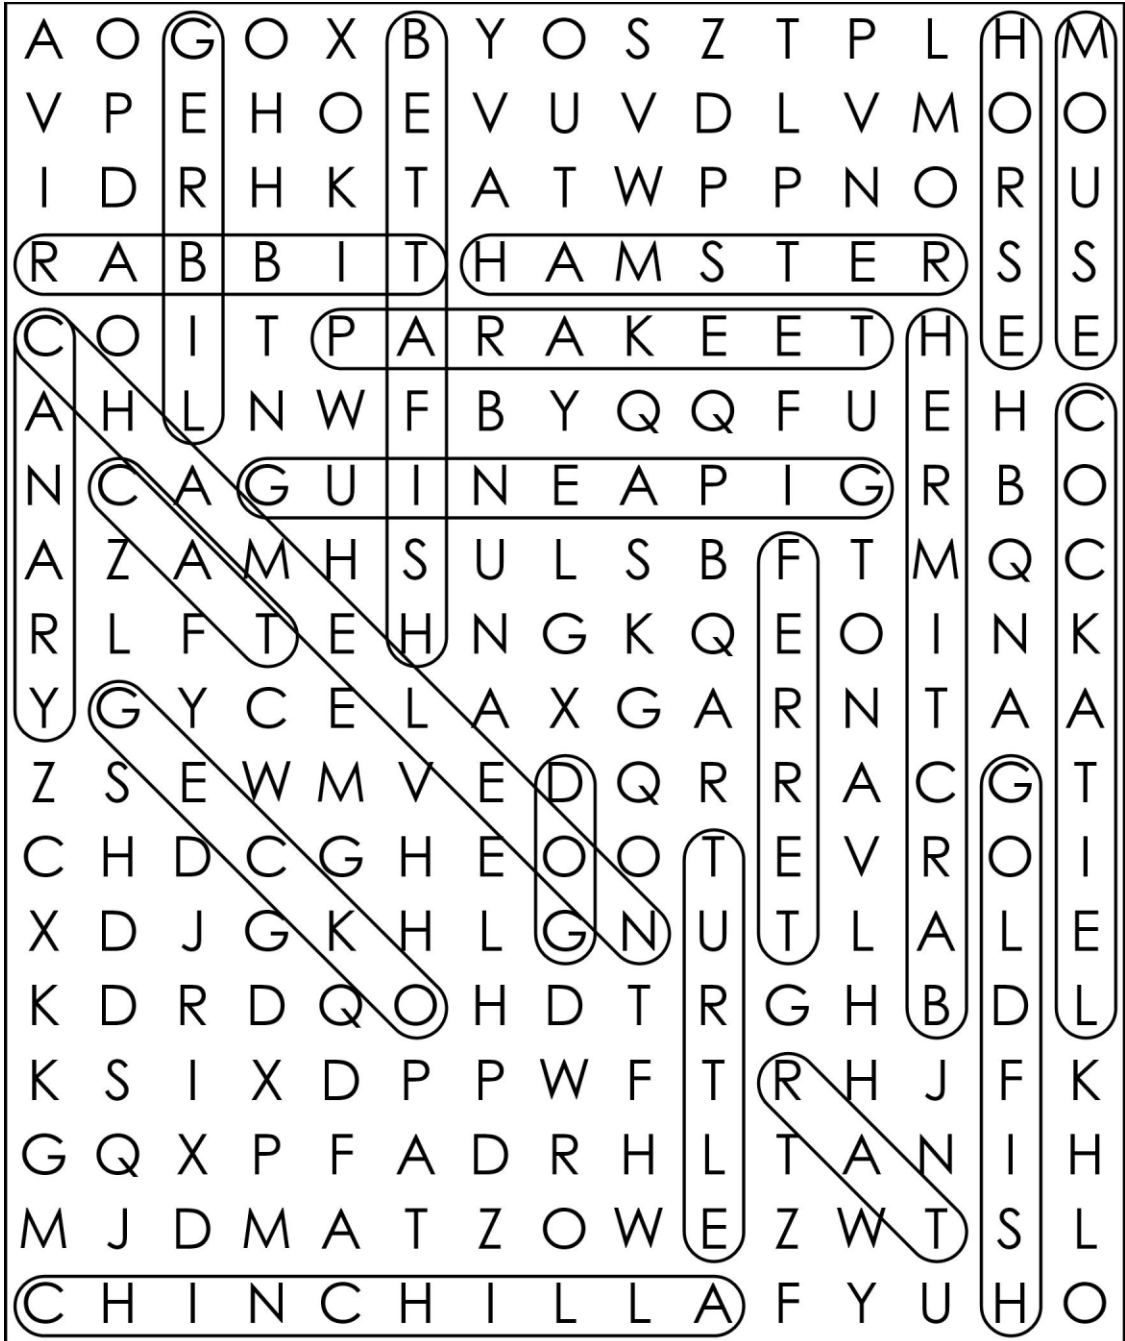 A O G O X B Y O S Z T P L H M
V P E H O E V U V D L V M O O
I D R H K T A T W P P N O R U
R A B B I T H A M S T E R S S
C O I T P A R A K E E T H E E
A H L N W F B Y Q Q F U E H C
N C A G U I N E A P I G R B O
A Z A M H S U L S B F T M Q C
R L F T E H N G K Q E O I N K
Y G Y C E L A X G A R N T A A
Z S E W M V E D Q R R A C G T
C H D C G H E O O T E V R O I
X D J G K H L G N U T L A L E
K D R D Q O H D T R G H B D L
K S I X D P P W F T R H J F K
G Q X P F A D R H L T A N I H
M J D M A T Z O W E Z W T S L
C H I N C H I L L A F Y U H O